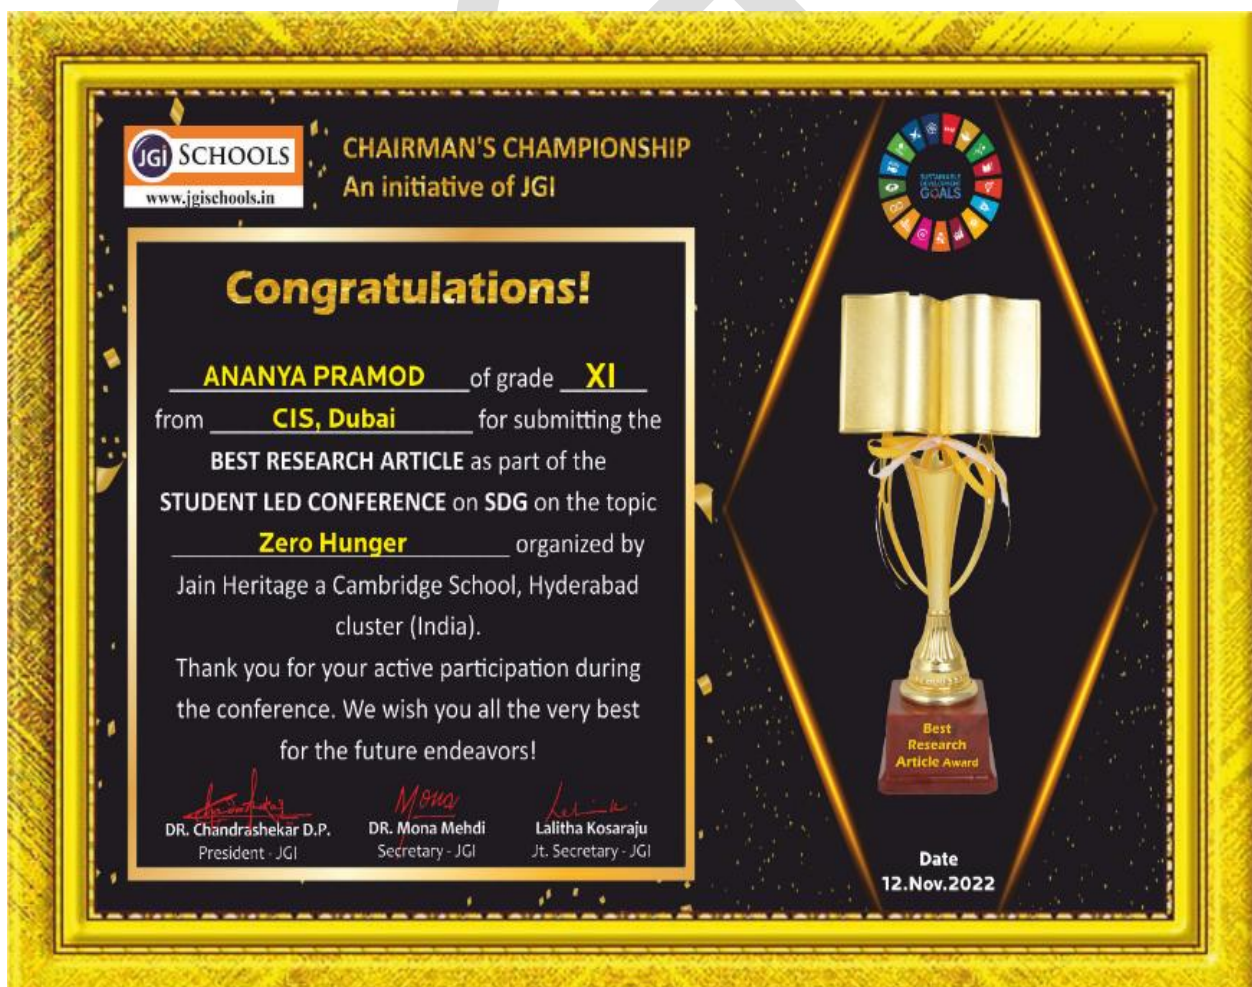 JGi SCHOOLS
www.jgischools.in
CHAIRMAN'S CHAMPIONSHIP
An initiative of JGI
SUSTAINABLE
DEVELOPMENT
GOALS
Congratulations!
ANANYA PRAMOD of grade XI
from CIS, Dubai for submitting the
BEST RESEARCH ARTICLE as part of the
STUDENT LED CONFERENCE on SDG on the topic
Zero Hunger organized by
Jain Heritage a Cambridge School, Hyderabad
cluster (India).
Thank you for your active participation during
the conference. We wish you all the very best
for the future endeavors!
Mona
DR. Chandrashekar D.P.
President - JGI
DR. Mona Mehdi
Secretary - JGI
Lalitha Kosaraju
Jt. Secretary - JGI
Best
Research
Article Award
Date
12.Nov.2022